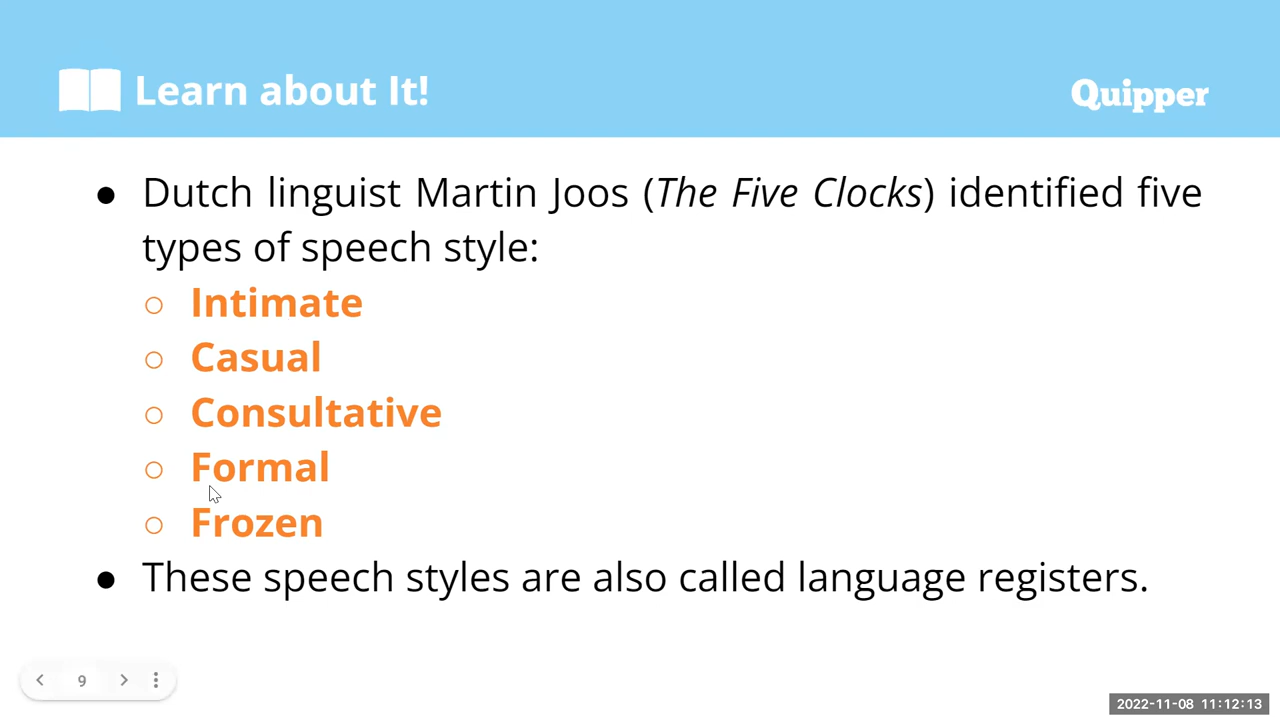 Learn about It!
Quipper
● Dutch linguist Martin Joos (The Five Clocks) identified five
types of speech style:
○ Intimate
○ Casual
○ Consultative
○ Formal
○ Frozen
● These speech styles are also called language registers.
9
2022-11-08 11:12:13